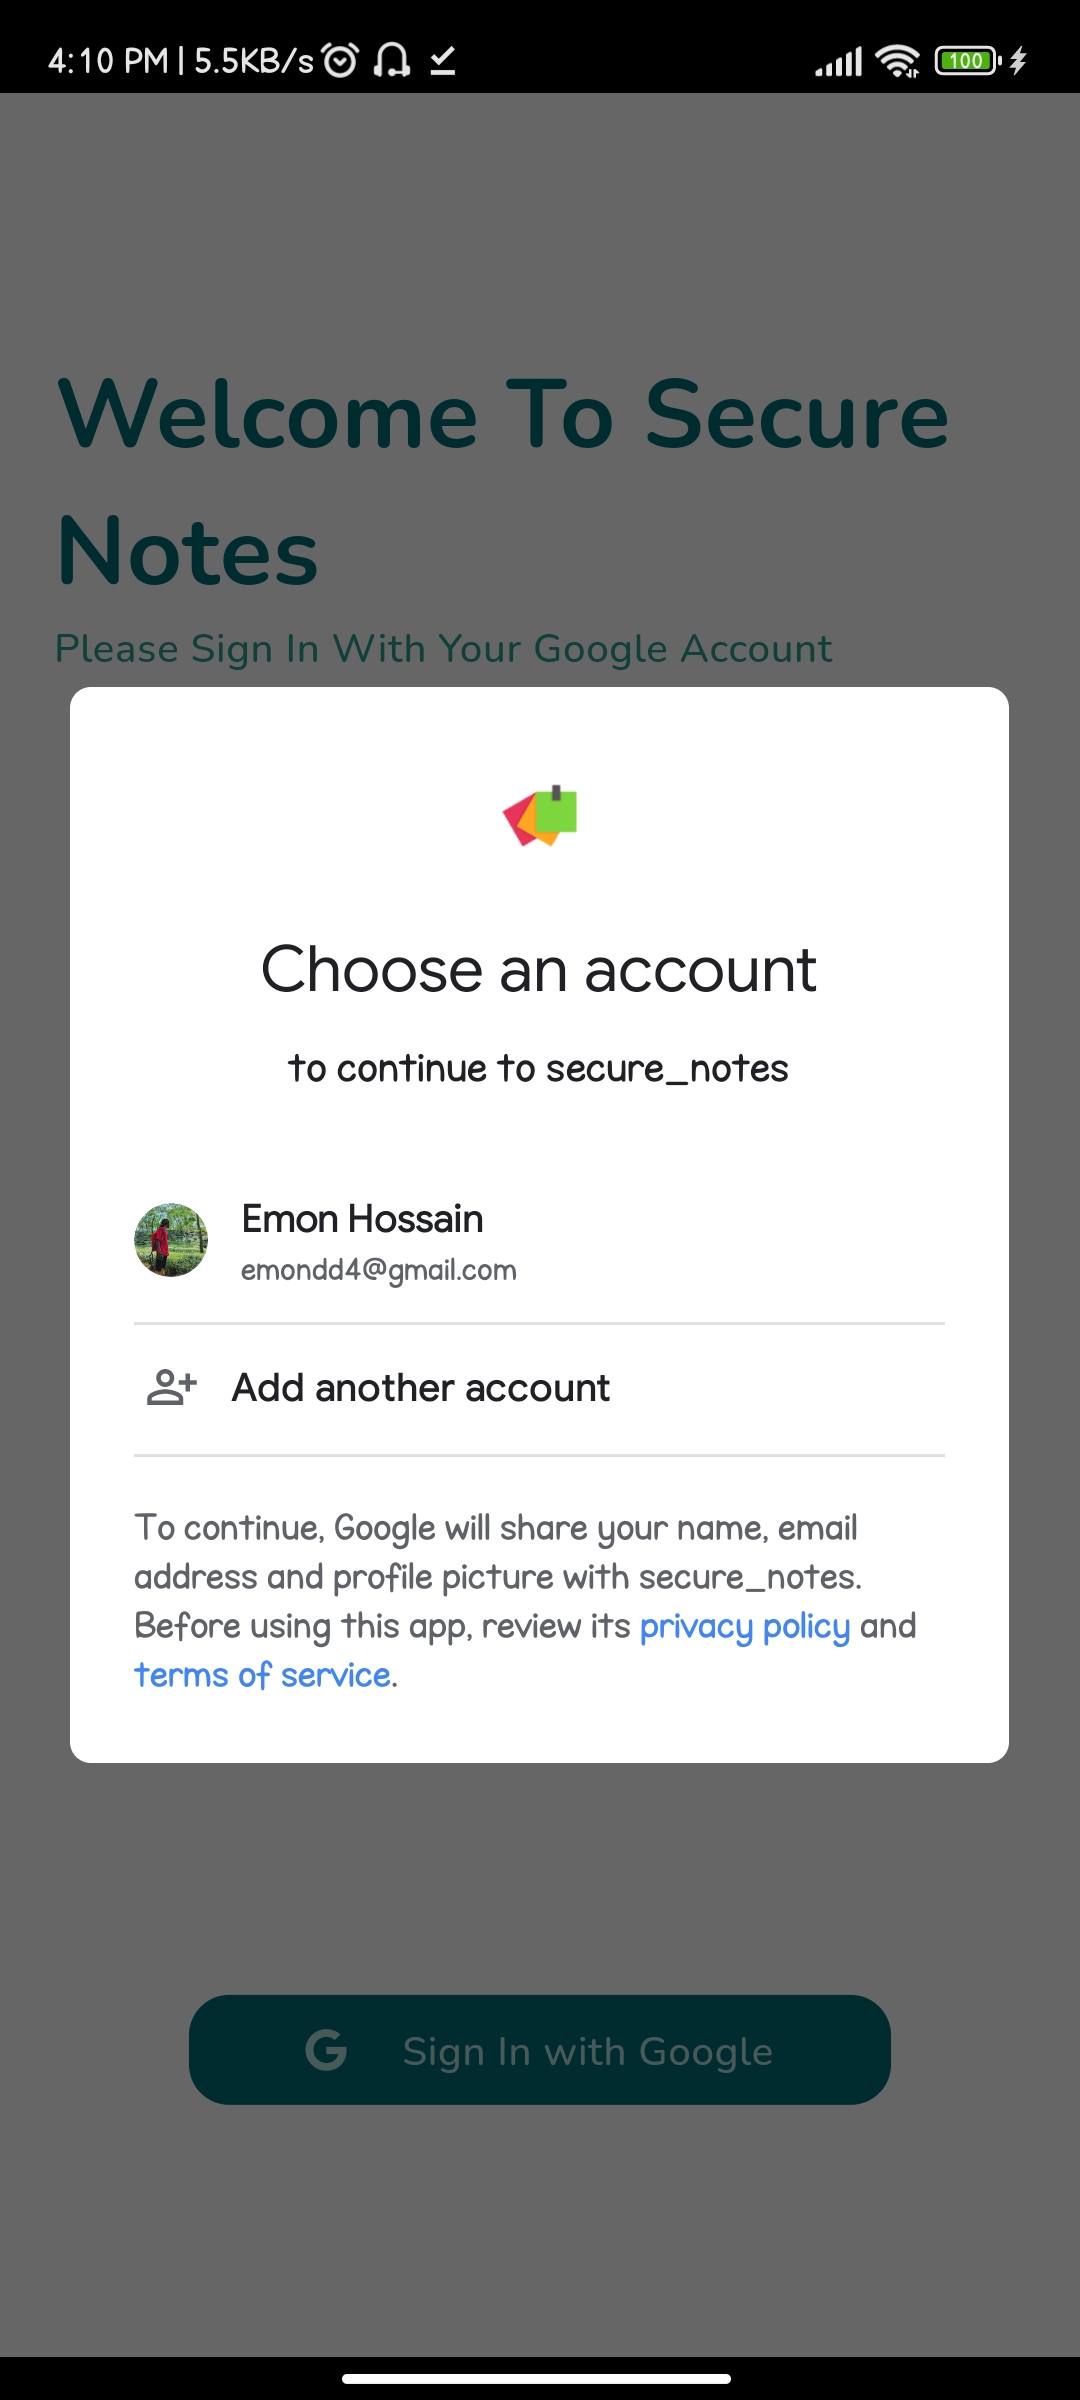 4:10 PM | 5.5KB/s
100
Welcome To Secure
Notes
Please Sign In With Your Google Account
Choose an account
to continue to secure_notes
Emon Hossain
emondd4@gmail.com
Add another account
To continue, Google will share your name, email
address and profile picture with secure_notes.
Before using this app, review its privacy policy and
terms of service.
G Sign In with Google